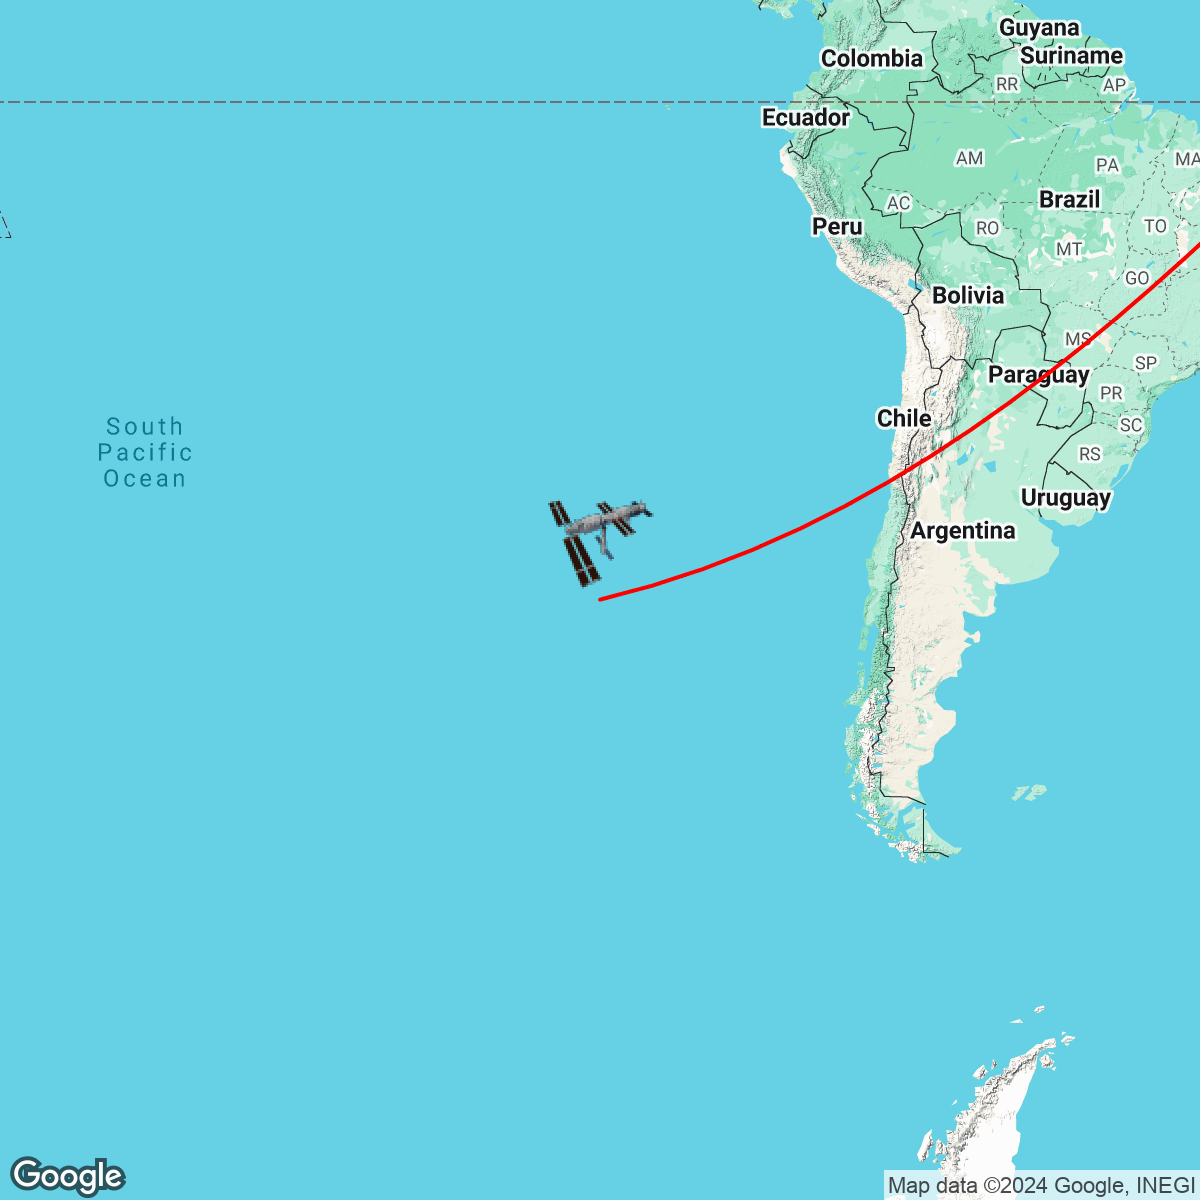 Guyana
Colombia
Suriname
RR
AP
Ecuador
AM
PA
MA
Brazil
AC
Peru
RO
TO
MT
GO
Bolivia
MS
SP
Paraguay
PR
Chile
SC
South
Pacific
Ocean
RS
Uruguay
Argentina
Google
Map data ©2024 Google, INEGI